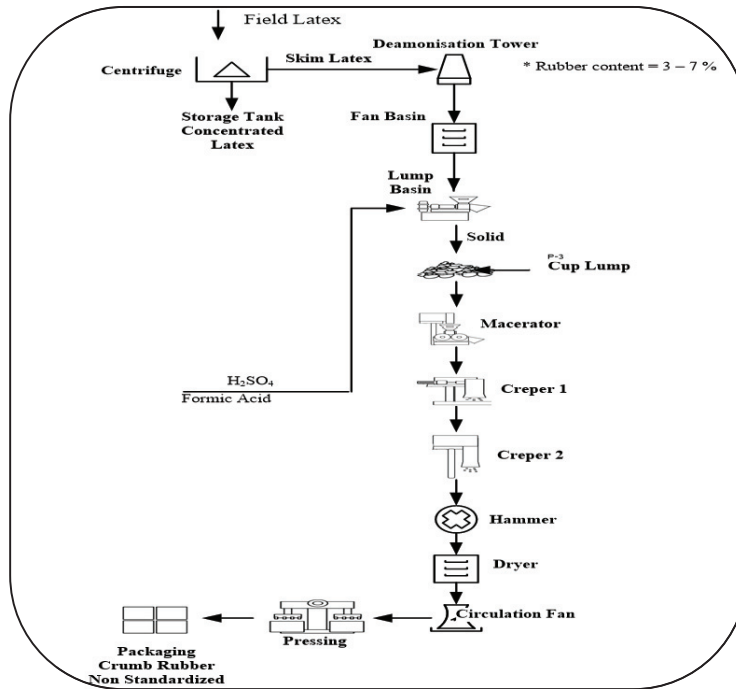 Field Latex
Deamonisation Tower
Skim Latex
Centrifuge
* Rubber content = 3 – 7 %
Storage Tank
Concentrated
Latex
Fan Basin
Lump
Basin
Solid
P-3
Cup Lump
Macerator
H₂SO₄
Formic Acid
Creper 1
Creper 2
Hammer
Dryer
Circulation Fan
Pressing
Packaging
Crumb Rubber
Non Standardized